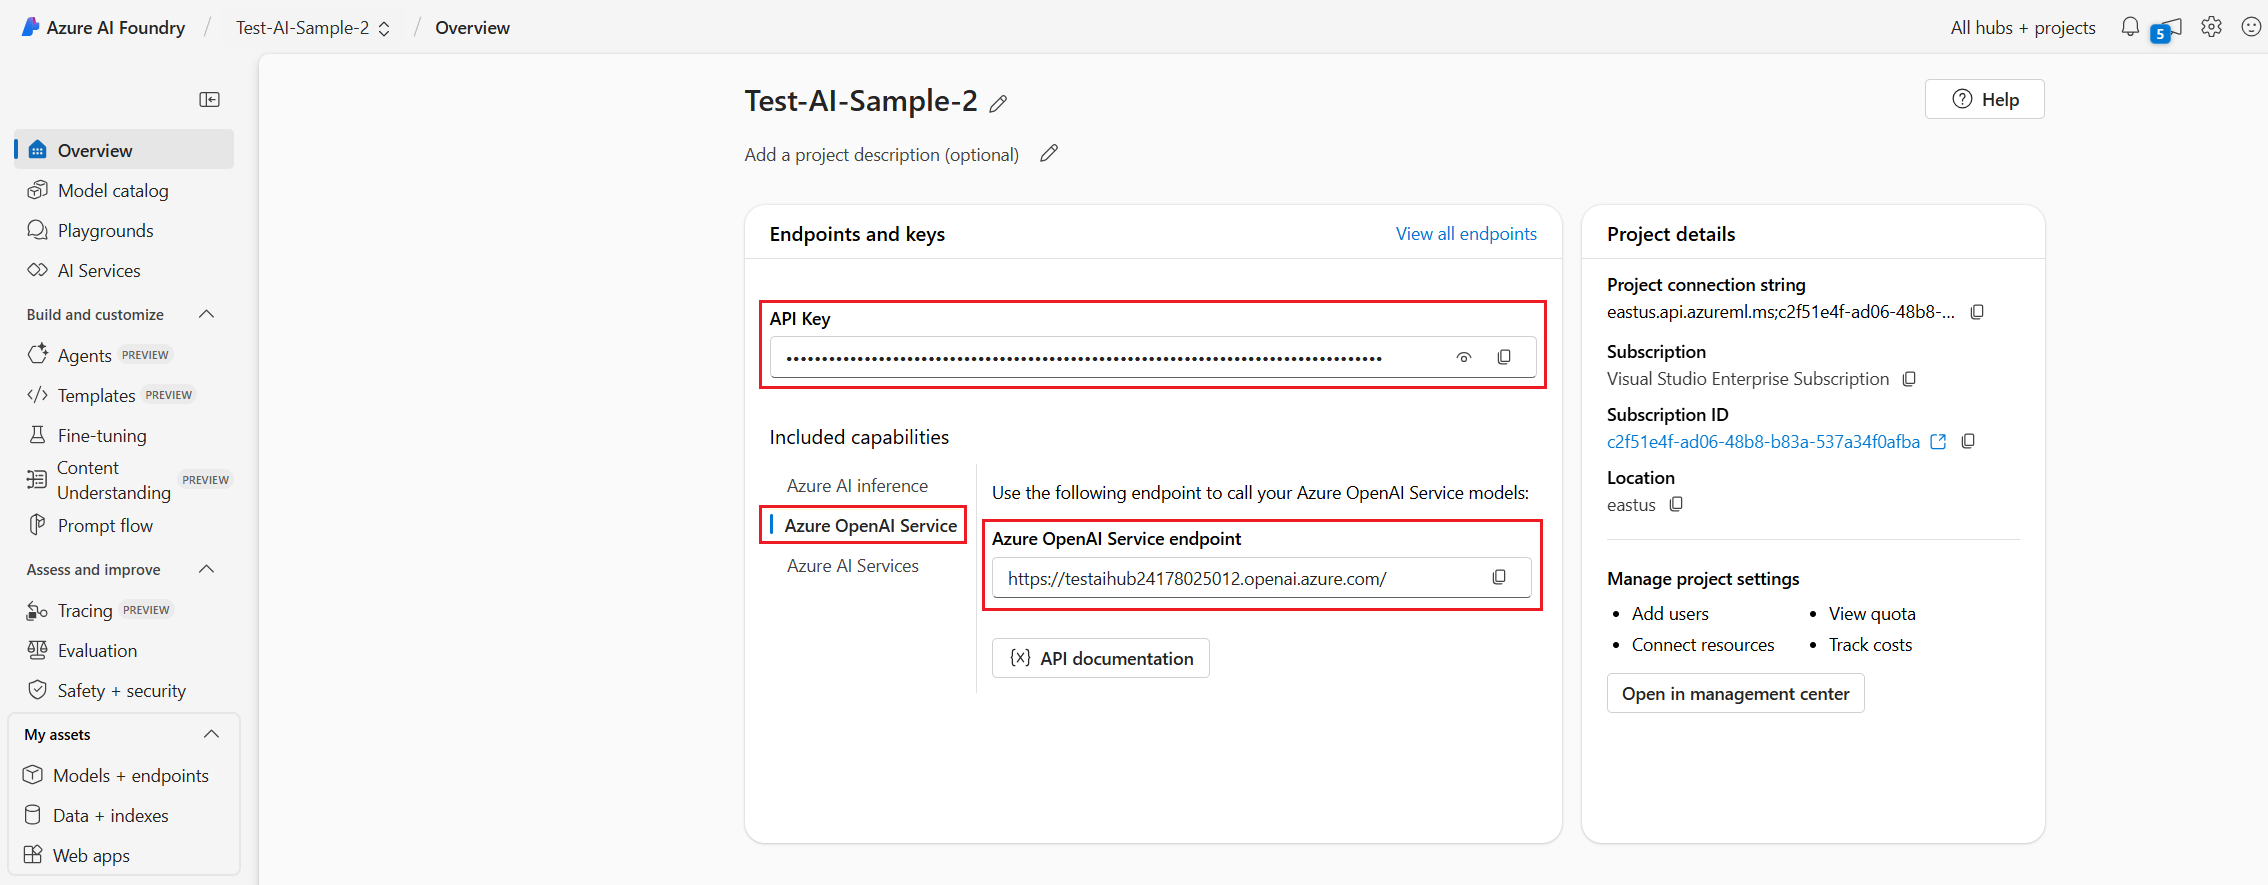 Azure AI Foundry / Test-AI-Sample-2 / Overview
All hubs + projects
5
Overview
Model catalog
Playgrounds
AI Services
Build and customize
Agents PREVIEW
Templates PREVIEW
Fine-tuning
Content
Understanding PREVIEW
Prompt flow
Assess and improve
Tracing PREVIEW
Evaluation
Safety + security
My assets
Models + endpoints
Data + indexes
Web apps
Test-AI-Sample-2
Help
Add a project description (optional)
Endpoints and keys
View all endpoints
API Key
••••••••••••••••••••••••••••••••••••••••••••••••••••••••••••••••••••••••••••••••••••
Included capabilities
Azure AI inference
Azure OpenAI Service
Azure AI Services
Use the following endpoint to call your Azure OpenAI Service models:
Azure OpenAI Service endpoint
https://testaihub24178025012.openai.azure.com/
{x} API documentation
Project details
Project connection string
eastus.api.azureml.ms;c2f51e4f-ad06-48b8-...
Subscription
Visual Studio Enterprise Subscription
Subscription ID
c2f51e4f-ad06-48b8-b83a-537a34f0afba
Location
eastus
Manage project settings
• Add users
• View quota
• Connect resources
• Track costs
Open in management center